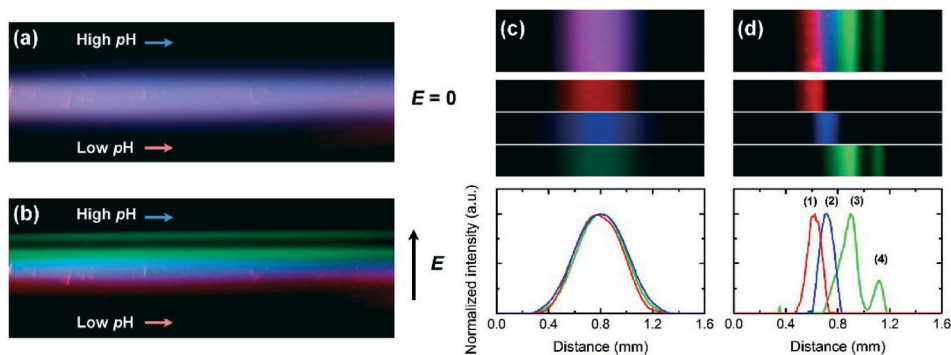 (a)
High pH
Low pH
E = 0
(b)
High pH
Low pH
E
(c)
Normalized intensity (a.u.)
0.0 0.4 0.8 1.2 1.6
Distance (mm)
(d)
(1) (2) (3)
(4)
0.0 0.4 0.8 1.2 1.6
Distance (mm)